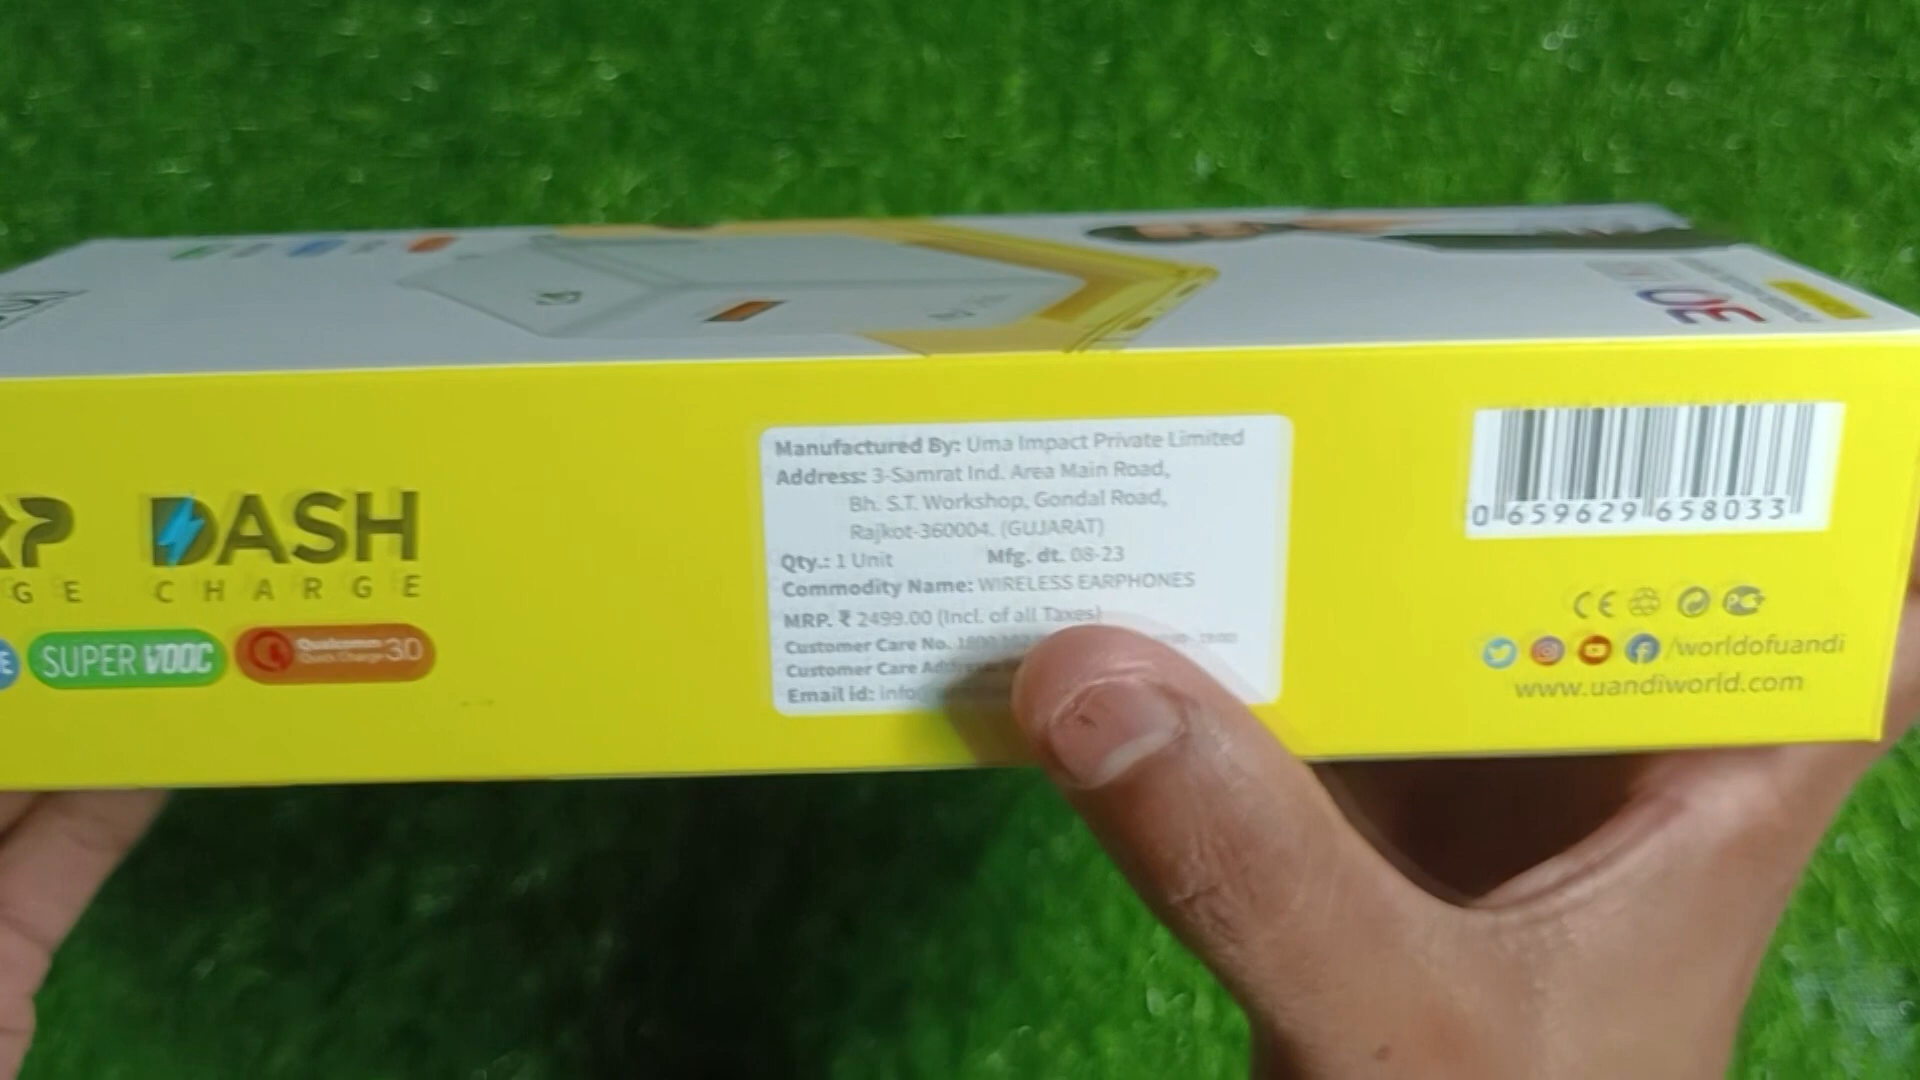 DASH
CHARGE
SUPER VOOC
Qualcomm
Quick Charge 3.0
Manufactured By: Uma Impact Private Limited
Address: 3-Samrat Ind. Area Main Road,
Bh. S.T. Workshop, Gondal Road,
Rajkot-360004. (GUJARAT)
Qty.: 1 Unit Mfg. dt. 08-23
Commodity Name: WIRELESS EARPHONES
MRP. ₹ 2499.00 (Incl. of all Taxes)
Customer Care No.
Customer Care
Email id:
0 659629 658033
CE
/worldofuandi
www.uandiworld.com